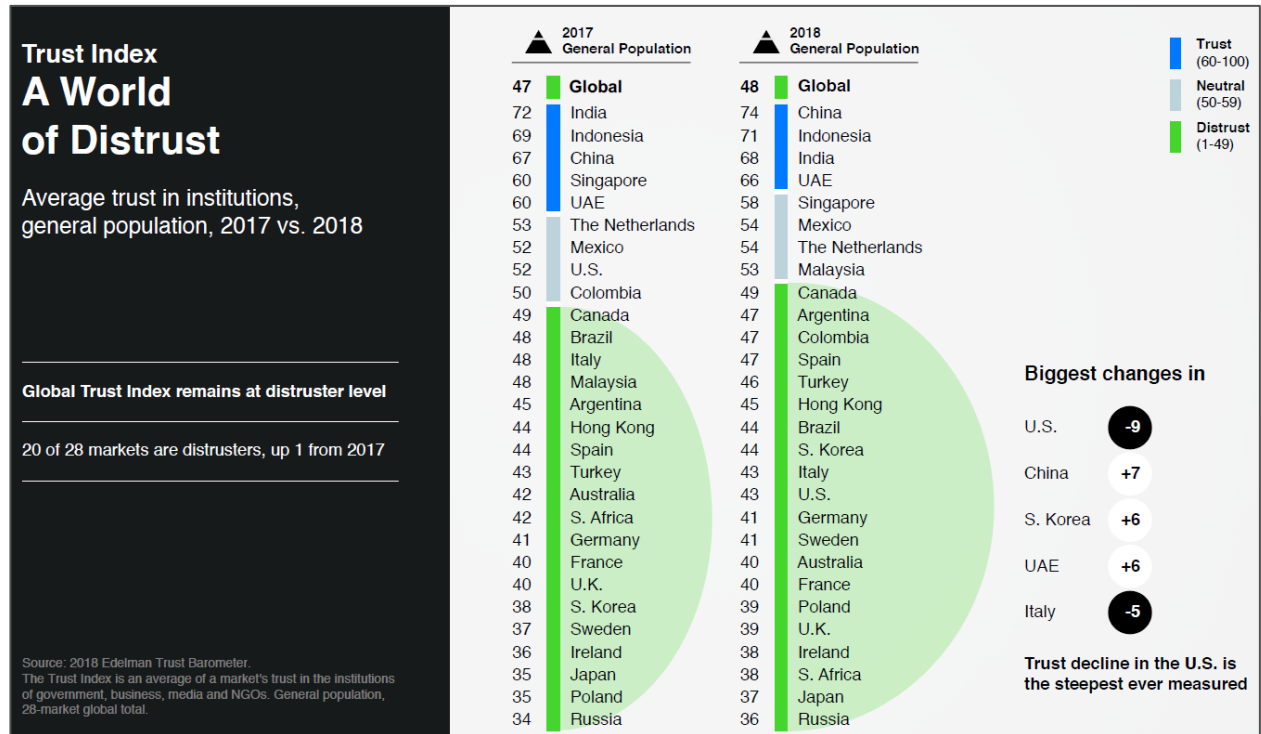 Trust Index
A World
of Distrust
Average trust in institutions,
general population, 2017 vs. 2018
Global Trust Index remains at distruster level
20 of 28 markets are distrusters, up 1 from 2017
Source: 2018 Edelman Trust Barometer.
The Trust Index is an average of a market's trust in the institutions
of government, business, media and NGOs. General population,
28-market global total.
2017
General Population
47 Global
72 India
69 Indonesia
67 China
60 Singapore
60 UAE
53 The Netherlands
52 Mexico
52 U.S.
50 Colombia
49 Canada
48 Brazil
48 Italy
48 Malaysia
45 Argentina
44 Hong Kong
44 Spain
43 Turkey
42 Australia
42 S. Africa
41 Germany
40 France
40 U.K.
38 S. Korea
37 Sweden
36 Ireland
35 Japan
35 Poland
34 Russia
2018
General Population
48 Global
74 China
71 Indonesia
68 India
66 UAE
58 Singapore
54 Mexico
54 The Netherlands
53 Malaysia
49 Canada
47 Argentina
47 Colombia
47 Spain
46 Turkey
45 Hong Kong
44 Brazil
44 S. Korea
43 Italy
43 U.S.
41 Germany
41 Sweden
40 Australia
40 France
39 Poland
39 U.K.
38 Ireland
38 S. Africa
37 Japan
36 Russia
Trust
(60-100)
Neutral
(50-59)
Distrust
(1-49)
Biggest changes in
U.S. -9
China +7
S. Korea +6
UAE +6
Italy -5
Trust decline in the U.S. is
the steepest ever measured